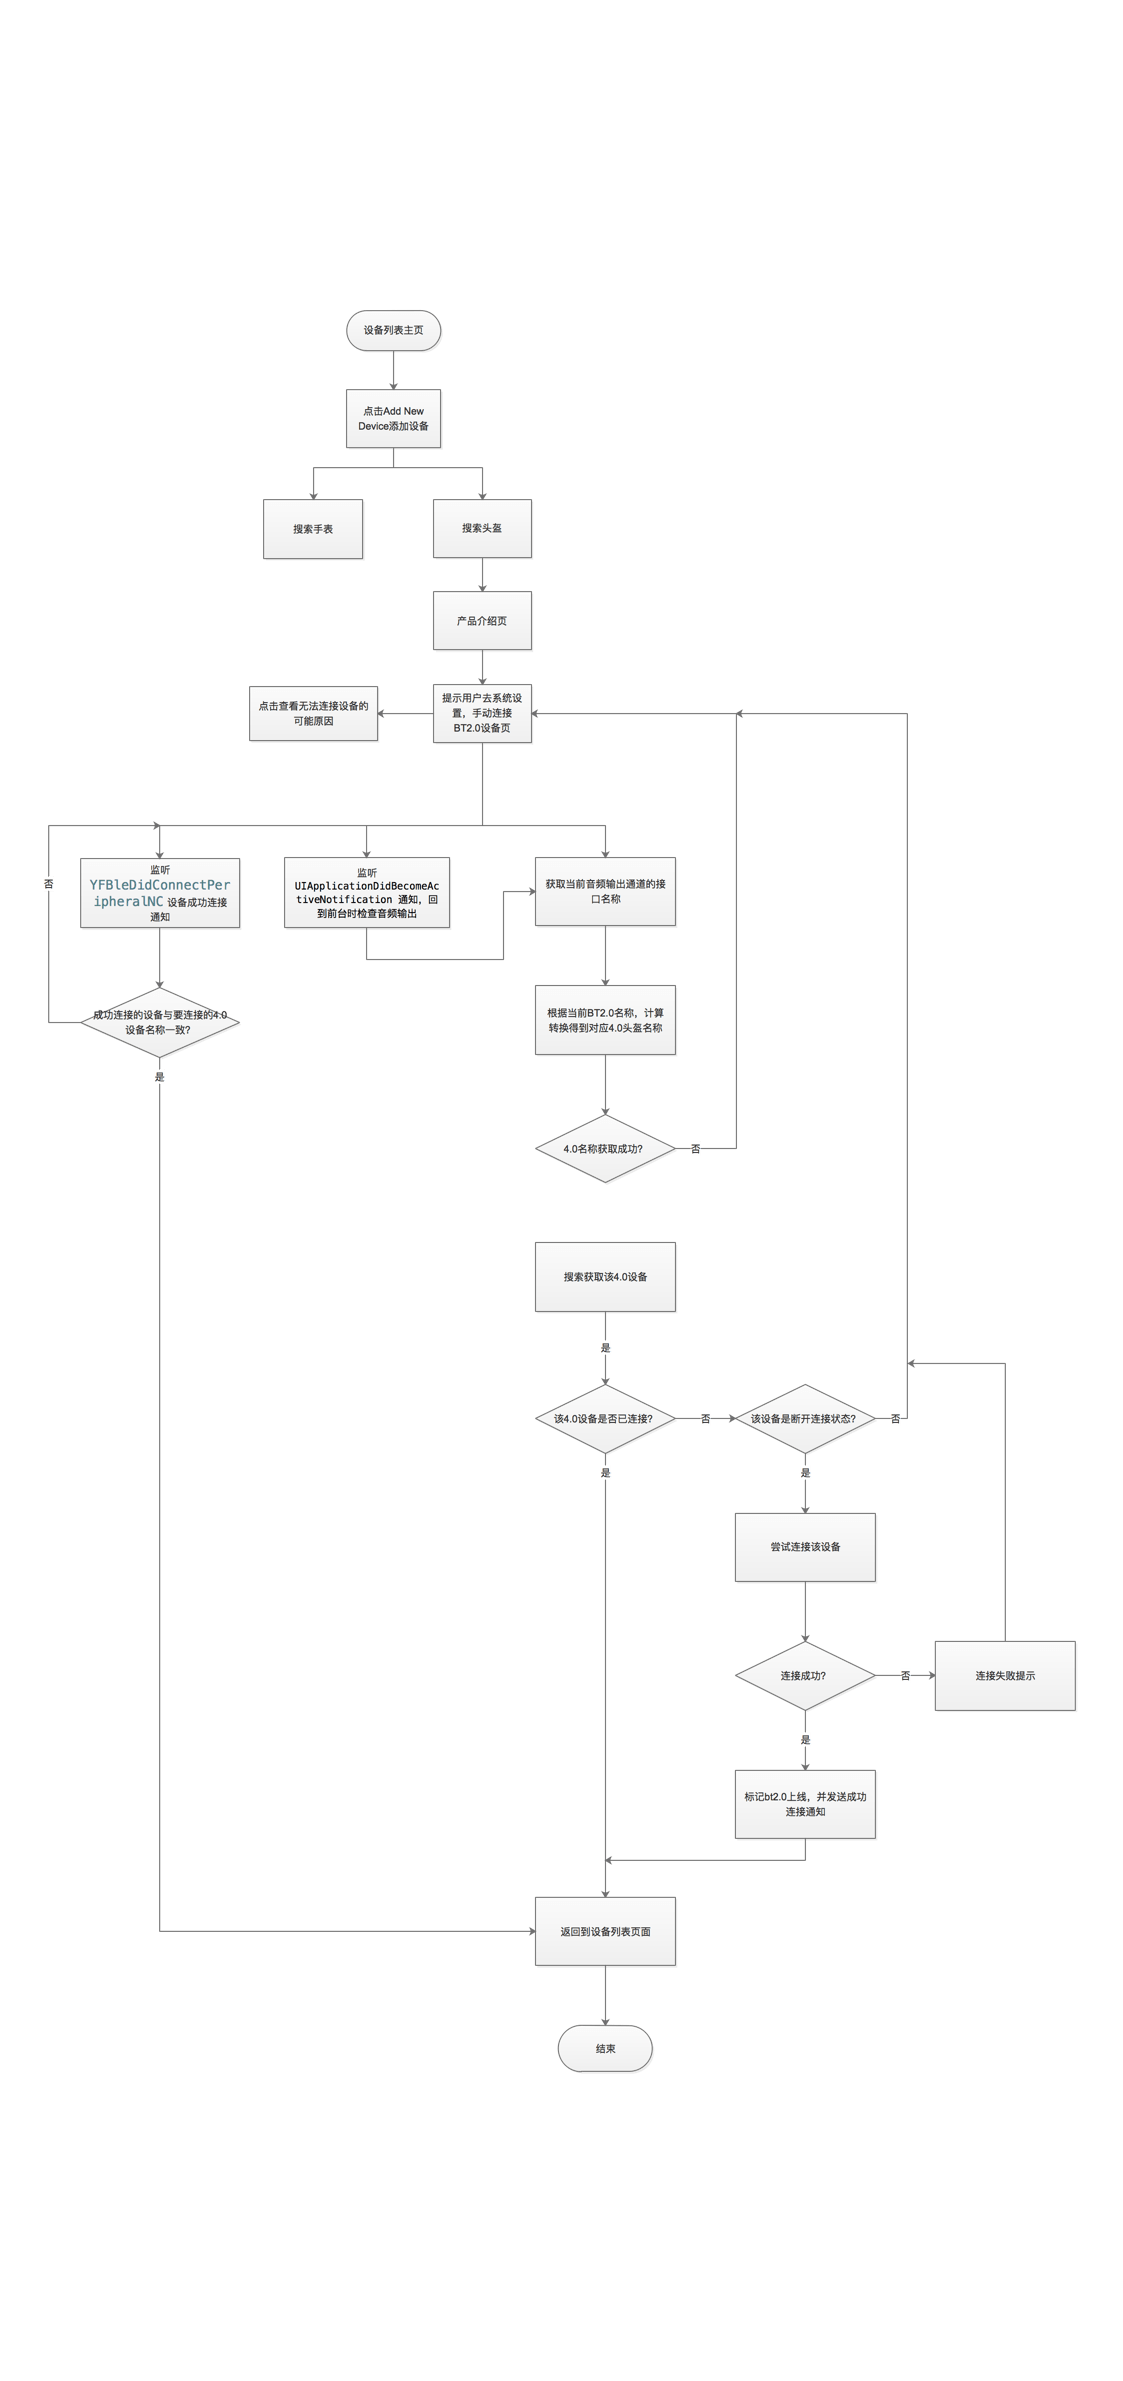 设备列表主页
点击Add New
Device添加设备
搜索手表
搜索头盔
产品介绍页
点击查看无法连接设备的
可能原因
提示用户去系统设
置，手动连接
BT2.0设备页
否
监听
YFBleDidConnectPer
ipheralNC 设备成功连接
通知
监听
UIApplicationDidBecomeAc
tiveNotification 通知，回
到前台时检查音频输出
获取当前音频输出通道的接
口名称
成功连接的设备与要连接的4.0
设备名称一致?
是
根据当前BT2.0名称，计算
转换得到对应4.0头盔名称
4.0名称获取成功?
否
搜索获取该4.0设备
是
该4.0设备是否已连接?
否
该设备是断开连接状态?
否
是
是
尝试连接该设备
连接成功?
否
连接失败提示
是
标记bt2.0上线，并发送成功
连接通知
返回到设备列表页面
结束